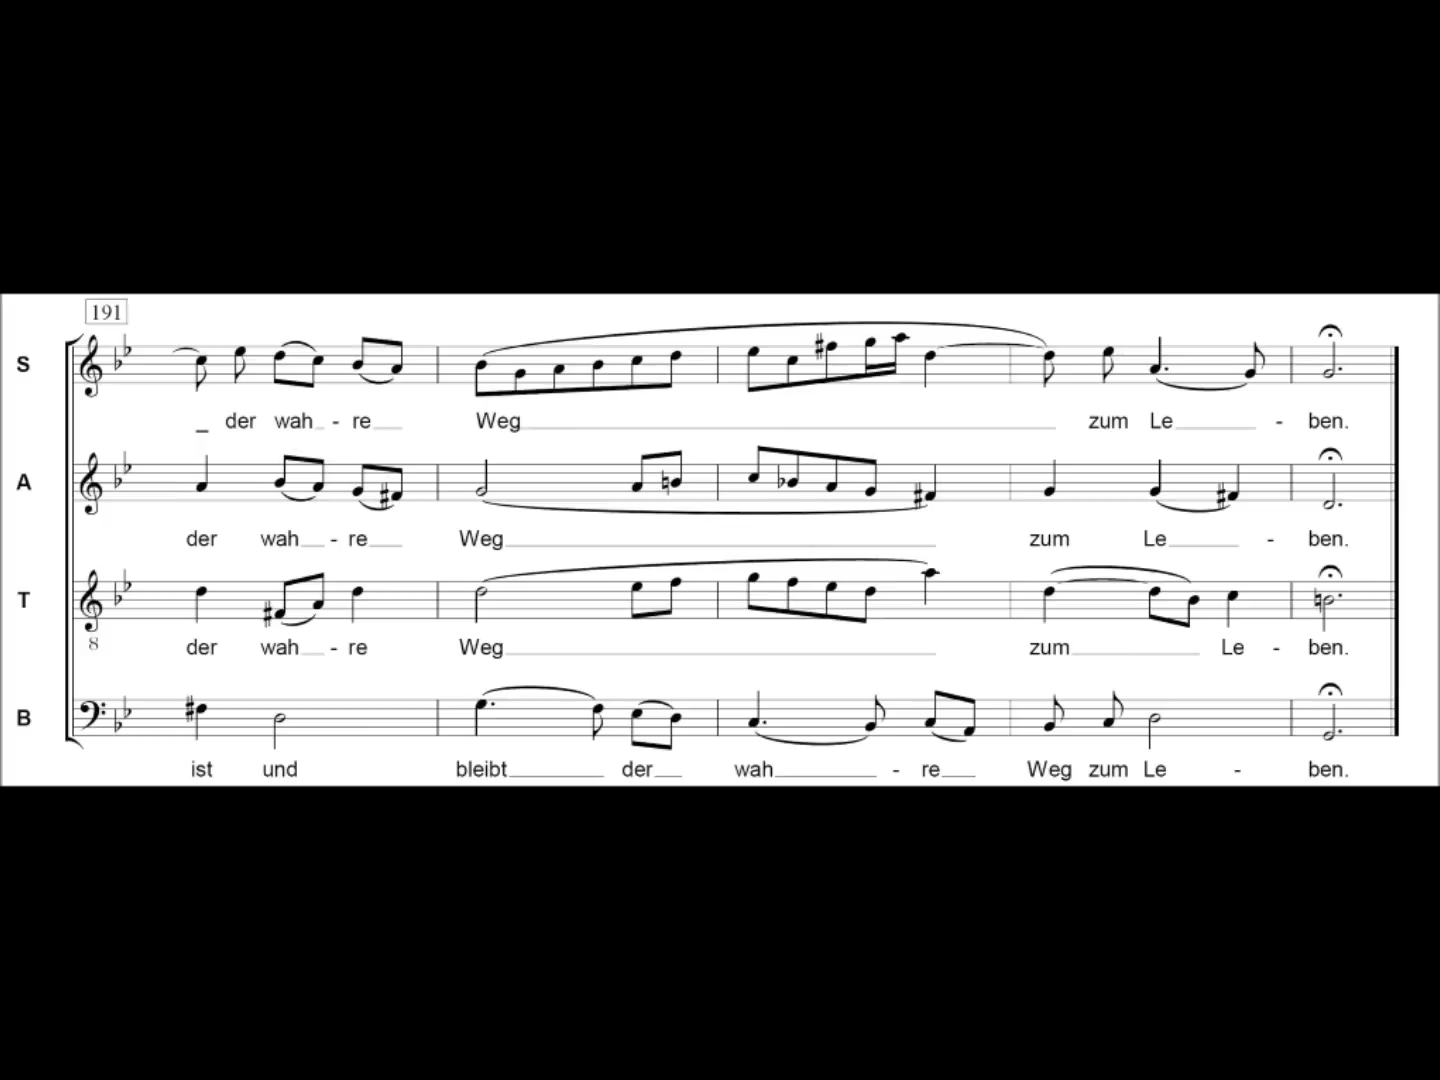 191
S
_ der wah - re Weg zum Le - ben.
A
der wah - re Weg zum Le - ben.
T
8
der wah - re Weg zum Le - ben.
B
ist und bleibt der wah - re Weg zum Le - ben.